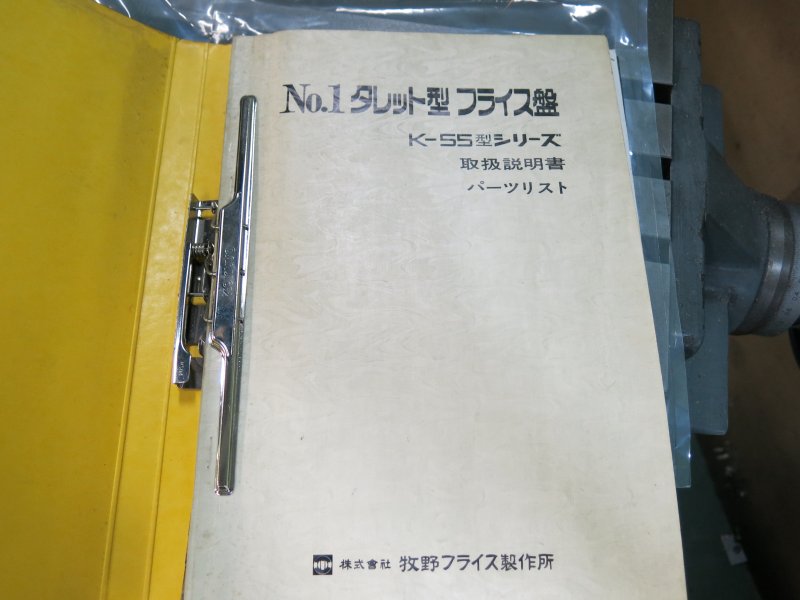 No.1 タレット型 フライス盤
K-55型シリーズ
取扱説明書
パーツリスト
株式會社 牧野フライス製作所